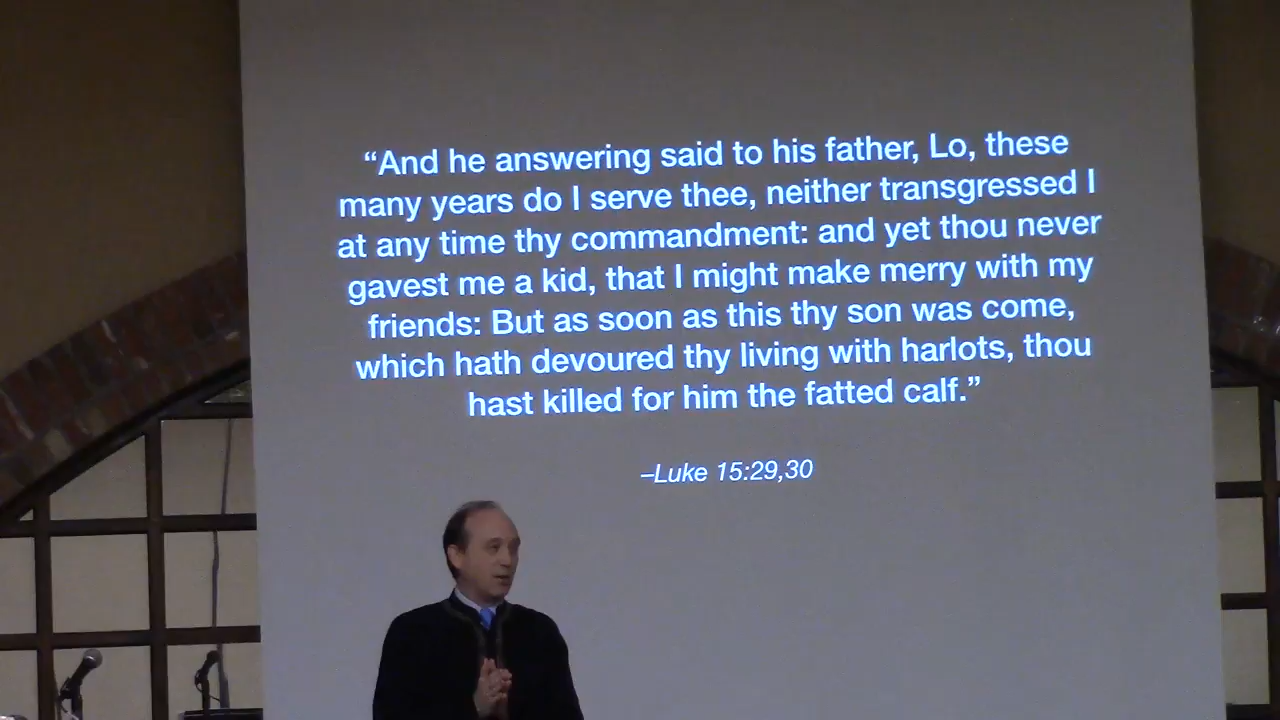 “And he answering said to his father, Lo, these
many years do I serve thee, neither transgressed I
at any time thy commandment: and yet thou never
gavest me a kid, that I might make merry with my
friends: But as soon as this thy son was come,
which hath devoured thy living with harlots, thou
hast killed for him the fatted calf.”
–Luke 15:29,30